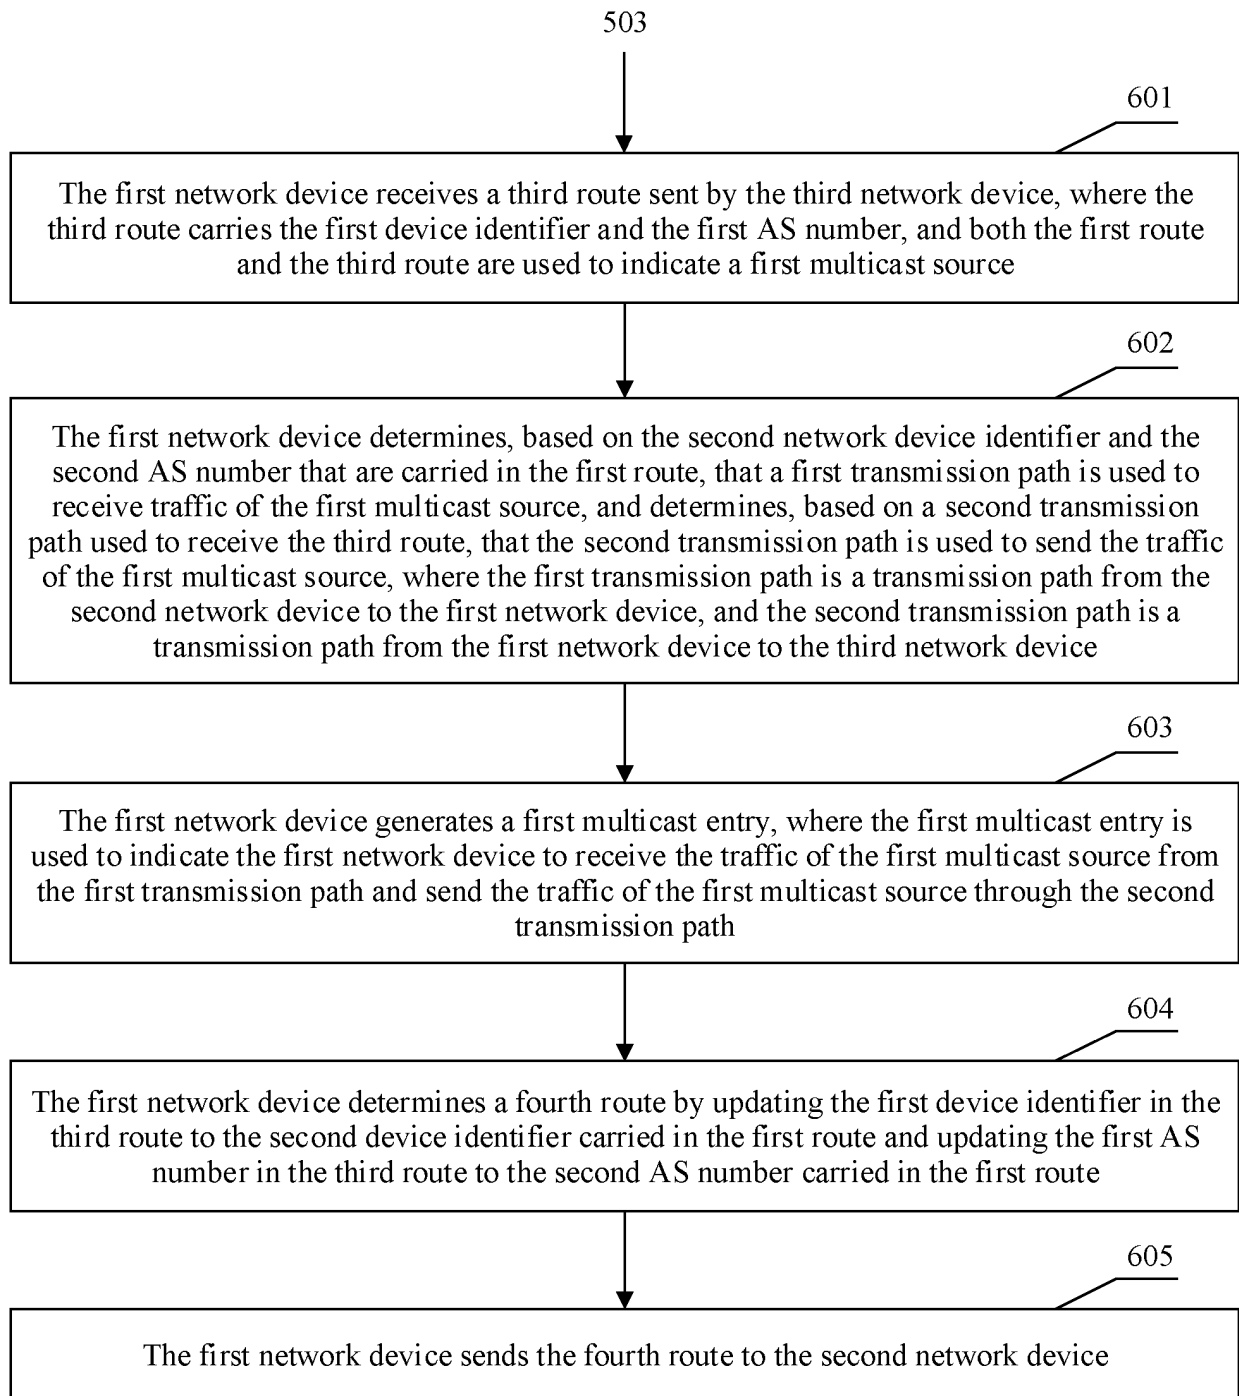 503
601
The first network device receives a third route sent by the third network device, where the
third route carries the first device identifier and the first AS number, and both the first route
and the third route are used to indicate a first multicast source
602
The first network device determines, based on the second network device identifier and the
second AS number that are carried in the first route, that a first transmission path is used to
receive traffic of the first multicast source, and determines, based on a second transmission
path used to receive the third route, that the second transmission path is used to send the traffic
of the first multicast source, where the first transmission path is a transmission path from the
second network device to the first network device, and the second transmission path is a
transmission path from the first network device to the third network device
603
The first network device generates a first multicast entry, where the first multicast entry is
used to indicate the first network device to receive the traffic of the first multicast source from
the first transmission path and send the traffic of the first multicast source through the second
transmission path
604
The first network device determines a fourth route by updating the first device identifier in the
third route to the second device identifier carried in the first route and updating the first AS
number in the third route to the second AS number carried in the first route
605
The first network device sends the fourth route to the second network device